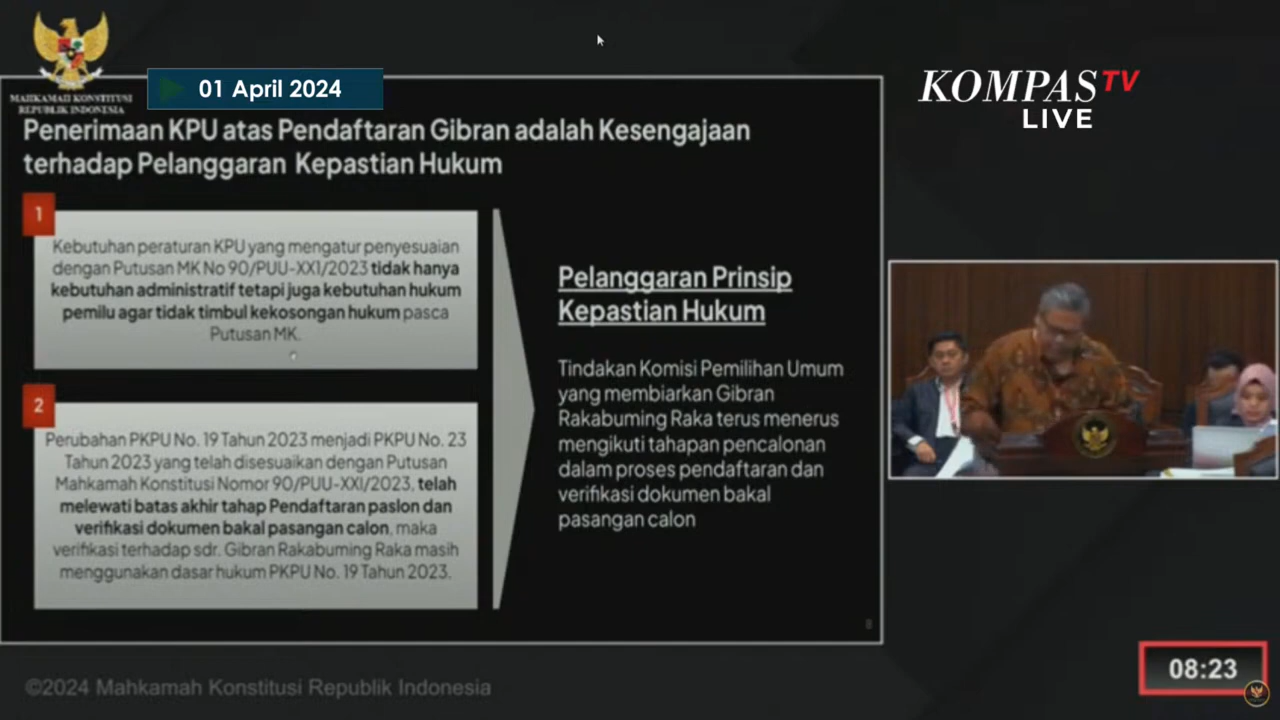 MAHKAMAH KONSTITUSI
REPUBLIK INDONESIA
01 April 2024
KOMPAS TV
LIVE
Penerimaan KPU atas Pendaftaran Gibran adalah Kesengajaan
terhadap Pelanggaran Kepastian Hukum
1
Kebutuhan peraturan KPU yang mengatur penyesuaian
dengan Putusan MK No 90/PUU-XXI/2023 tidak hanya
kebutuhan administratif tetapi juga kebutuhan hukum
pemilu agar tidak timbul kekosongan hukum pasca
Putusan MK.
2
Perubahan PKPU No. 19 Tahun 2023 menjadi PKPU No. 23
Tahun 2023 yang telah disesuaikan dengan Putusan
Mahkamah Konstitusi Nomor 90/PUU-XXI/2023, telah
melewati batas akhir tahap Pendaftaran paslon dan
verifikasi dokumen bakal pasangan calon, maka
verifikasi terhadap sdr. Gibran Rakabuming Raka masih
menggunakan dasar hukum PKPU No. 19 Tahun 2023.
Pelanggaran Prinsip
Kepastian Hukum
Tindakan Komisi Pemilihan Umum
yang membiarkan Gibran
Rakabuming Raka terus menerus
mengikuti tahapan pencalonan
dalam proses pendaftaran dan
verifikasi dokumen bakal
pasangan calon
8
©2024 Mahkamah Konstitusi Republik Indonesia
08:23